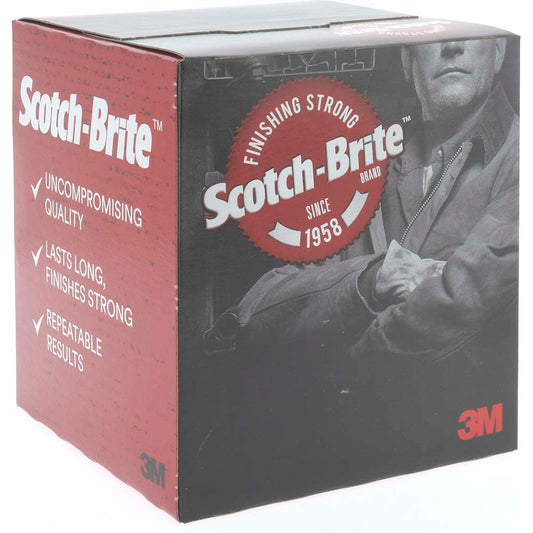 Scotch-Brite™
UNCOMPROMISING
QUALITY
LASTS LONG,
FINISHES STRONG
REPEATABLE
RESULTS
3M
FINISHING STRONG
Scotch-Brite™
BRAND
SINCE
1958
3M